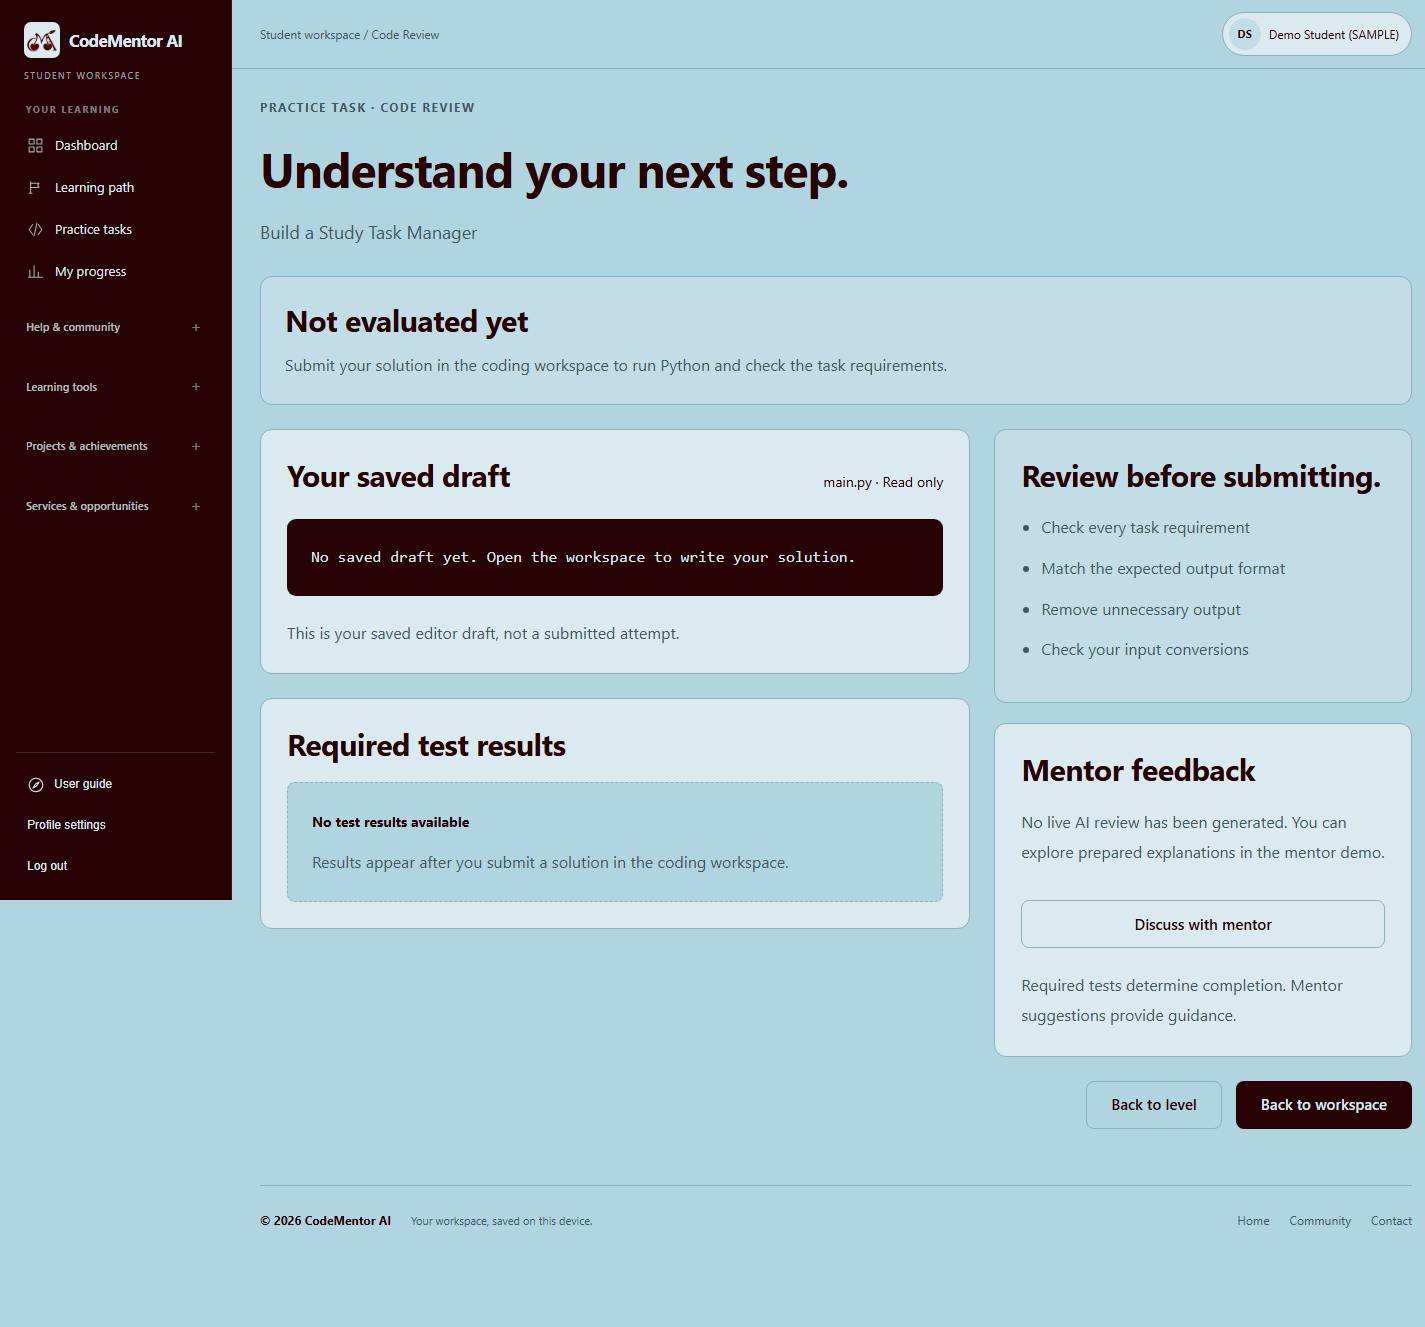 CodeMentor AI
STUDENT WORKSPACE
YOUR LEARNING
Dashboard
Learning path
Practice tasks
My progress
Help & community +
Learning tools +
Projects & achievements +
Services & opportunities +
User guide
Profile settings
Log out
Student workspace / Code Review
DS Demo Student (SAMPLE)
PRACTICE TASK · CODE REVIEW
Understand your next step.
Build a Study Task Manager
Not evaluated yet
Submit your solution in the coding workspace to run Python and check the task requirements.
Your saved draft
main.py · Read only
No saved draft yet. Open the workspace to write your solution.
This is your saved editor draft, not a submitted attempt.
Required test results
No test results available
Results appear after you submit a solution in the coding workspace.
Review before submitting.
• Check every task requirement
• Match the expected output format
• Remove unnecessary output
• Check your input conversions
Mentor feedback
No live AI review has been generated. You can
explore prepared explanations in the mentor demo.
Discuss with mentor
Required tests determine completion. Mentor
suggestions provide guidance.
Back to level
Back to workspace
© 2026 CodeMentor AI
Your workspace, saved on this device.
Home
Community
Contact